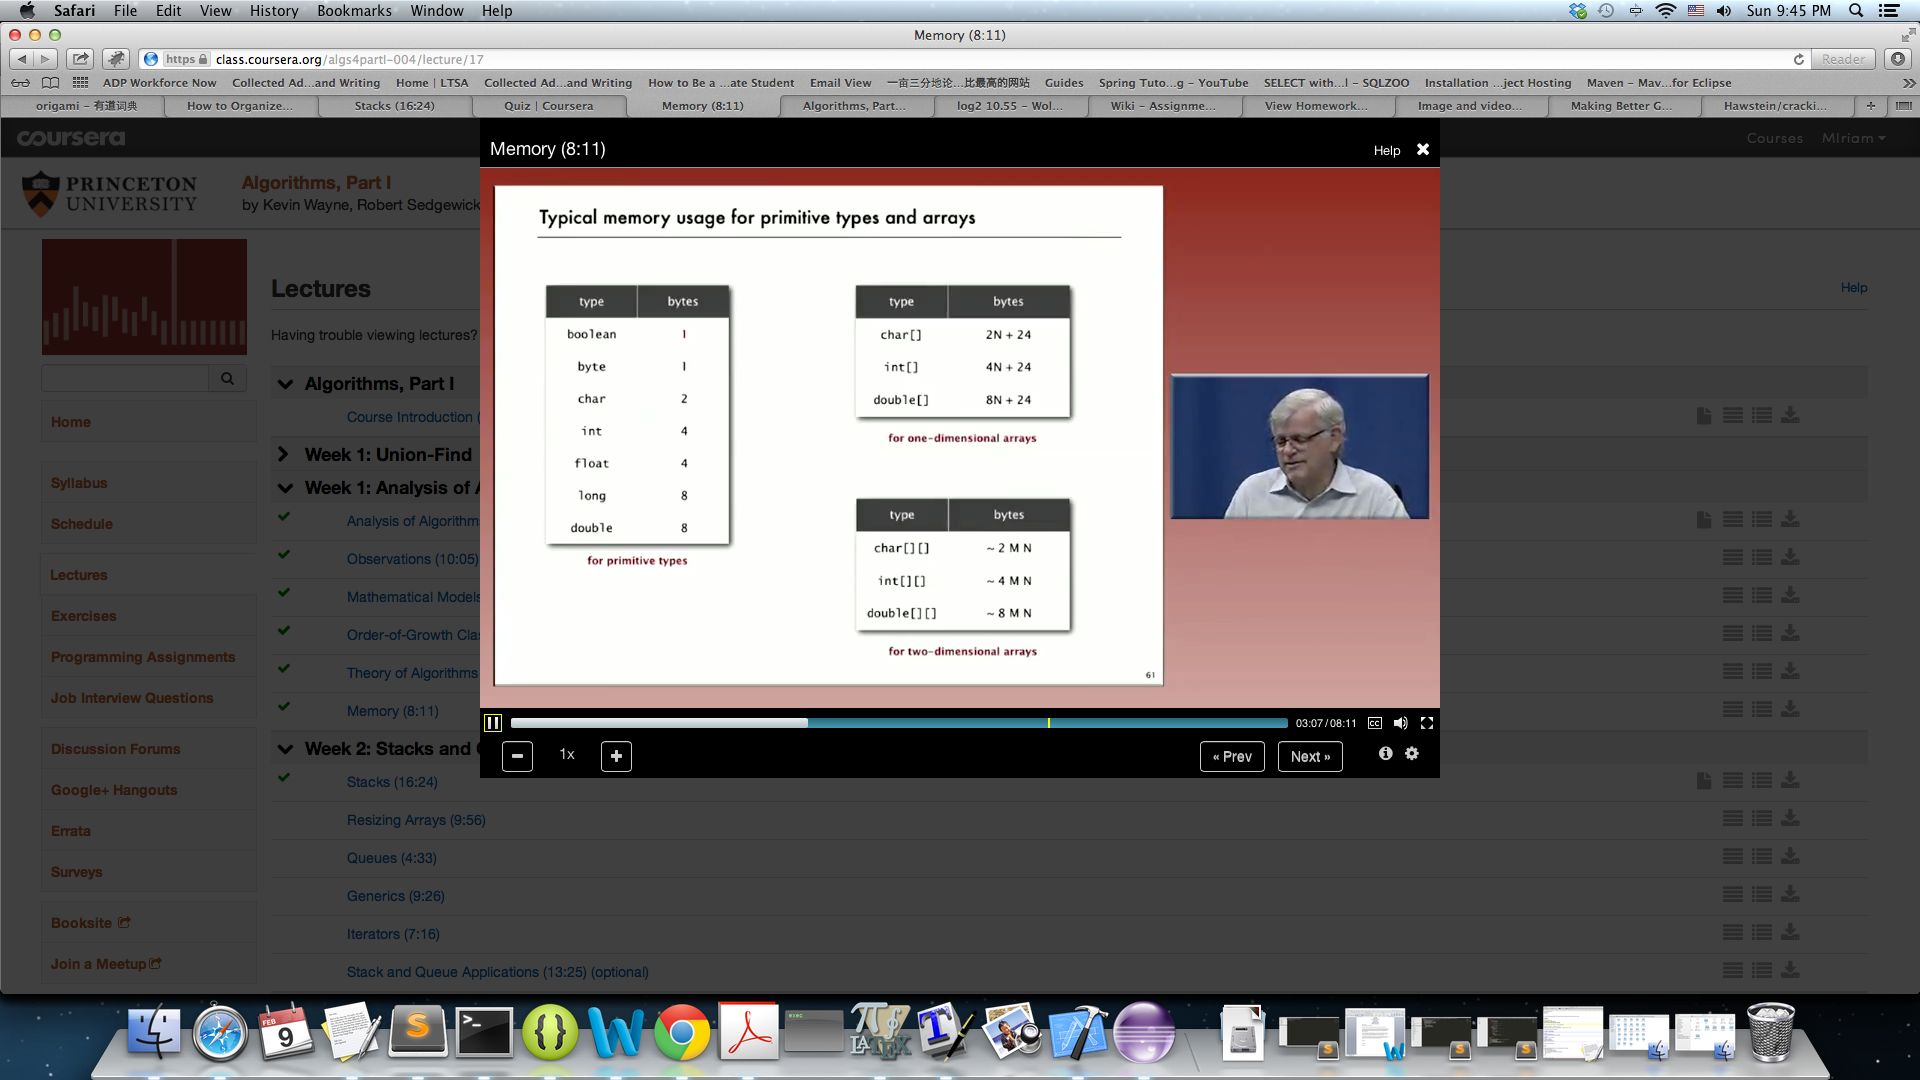 Safari File Edit View History Bookmarks Window Help Sun 9:45 PM
Memory (8:11)
https class.coursera.org/algs4partI-004/lecture/17 Reader
ADP Workforce Now Collected Ad...and Writing Home | LTSA Collected Ad...and Writing How to Be a ...ate Student Email View 一亩三分地论...比最高的网站 Guides Spring Tuto...g – YouTube SELECT with...l – SQLZOO Installation ...ject Hosting Maven – Mav...for Eclipse
origami – 有道词典 How to Organize... Stacks (16:24) Quiz | Coursera Memory (8:11) Algorithms, Part... log2 10.55 – Wol... Wiki – Assignme... View Homework... Image and video... Making Better G... Hawstein/cracki...
coursera Courses MIriam
Memory (8:11) Help
PRINCETON UNIVERSITY
Algorithms, Part I
by Kevin Wayne, Robert Sedgewick
Lectures
Help
Having trouble viewing lectures?
Algorithms, Part I
Course Introduction (
Week 1: Union-Find
Week 1: Analysis of A
Analysis of Algorithm
Observations (10:05)
Mathematical Models
Order-of-Growth Cla
Theory of Algorithms
Memory (8:11)
Week 2: Stacks and
Stacks (16:24)
Resizing Arrays (9:56)
Queues (4:33)
Generics (9:26)
Iterators (7:16)
Stack and Queue Applications (13:25) (optional)
Home
Syllabus
Schedule
Lectures
Exercises
Programming Assignments
Job Interview Questions
Discussion Forums
Google+ Hangouts
Errata
Surveys
Booksite
Join a Meetup
Typical memory usage for primitive types and arrays
type bytes
boolean 1
byte 1
char 2
int 4
float 4
long 8
double 8
for primitive types
type bytes
char[] 2N + 24
int[] 4N + 24
double[] 8N + 24
for one-dimensional arrays
type bytes
char[][] ~ 2 M N
int[][] ~ 4 M N
double[][] ~ 8 M N
for two-dimensional arrays
61
03:07/08:11 CC
1x « Prev Next »
FEB
9
exec